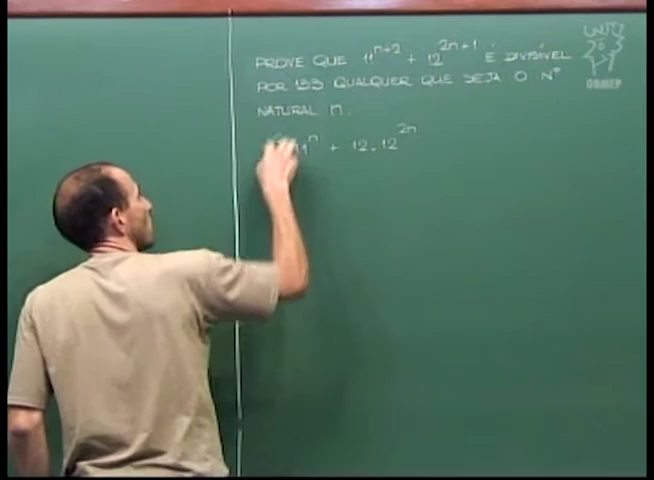 PROVE QUE 11^{n+2} + 12^{2n+1} É DIVISÍVEL
POR 133 QUALQUER QUE SEJA O Nº
NATURAL n.
11^n + 12.12^{2n}
OBMEP